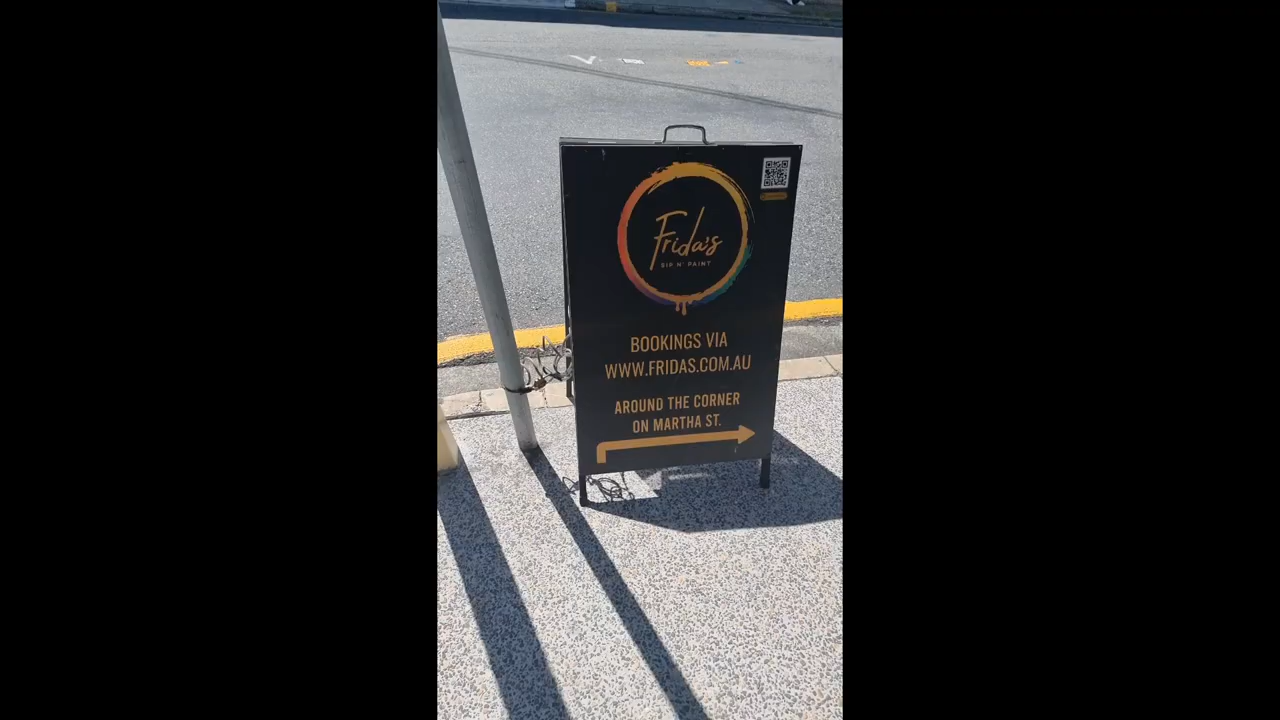 Frida's
SIP N' PAINT
BOOKINGS VIA
WWW.FRIDAS.COM.AU
AROUND THE CORNER
ON MARTHA ST.